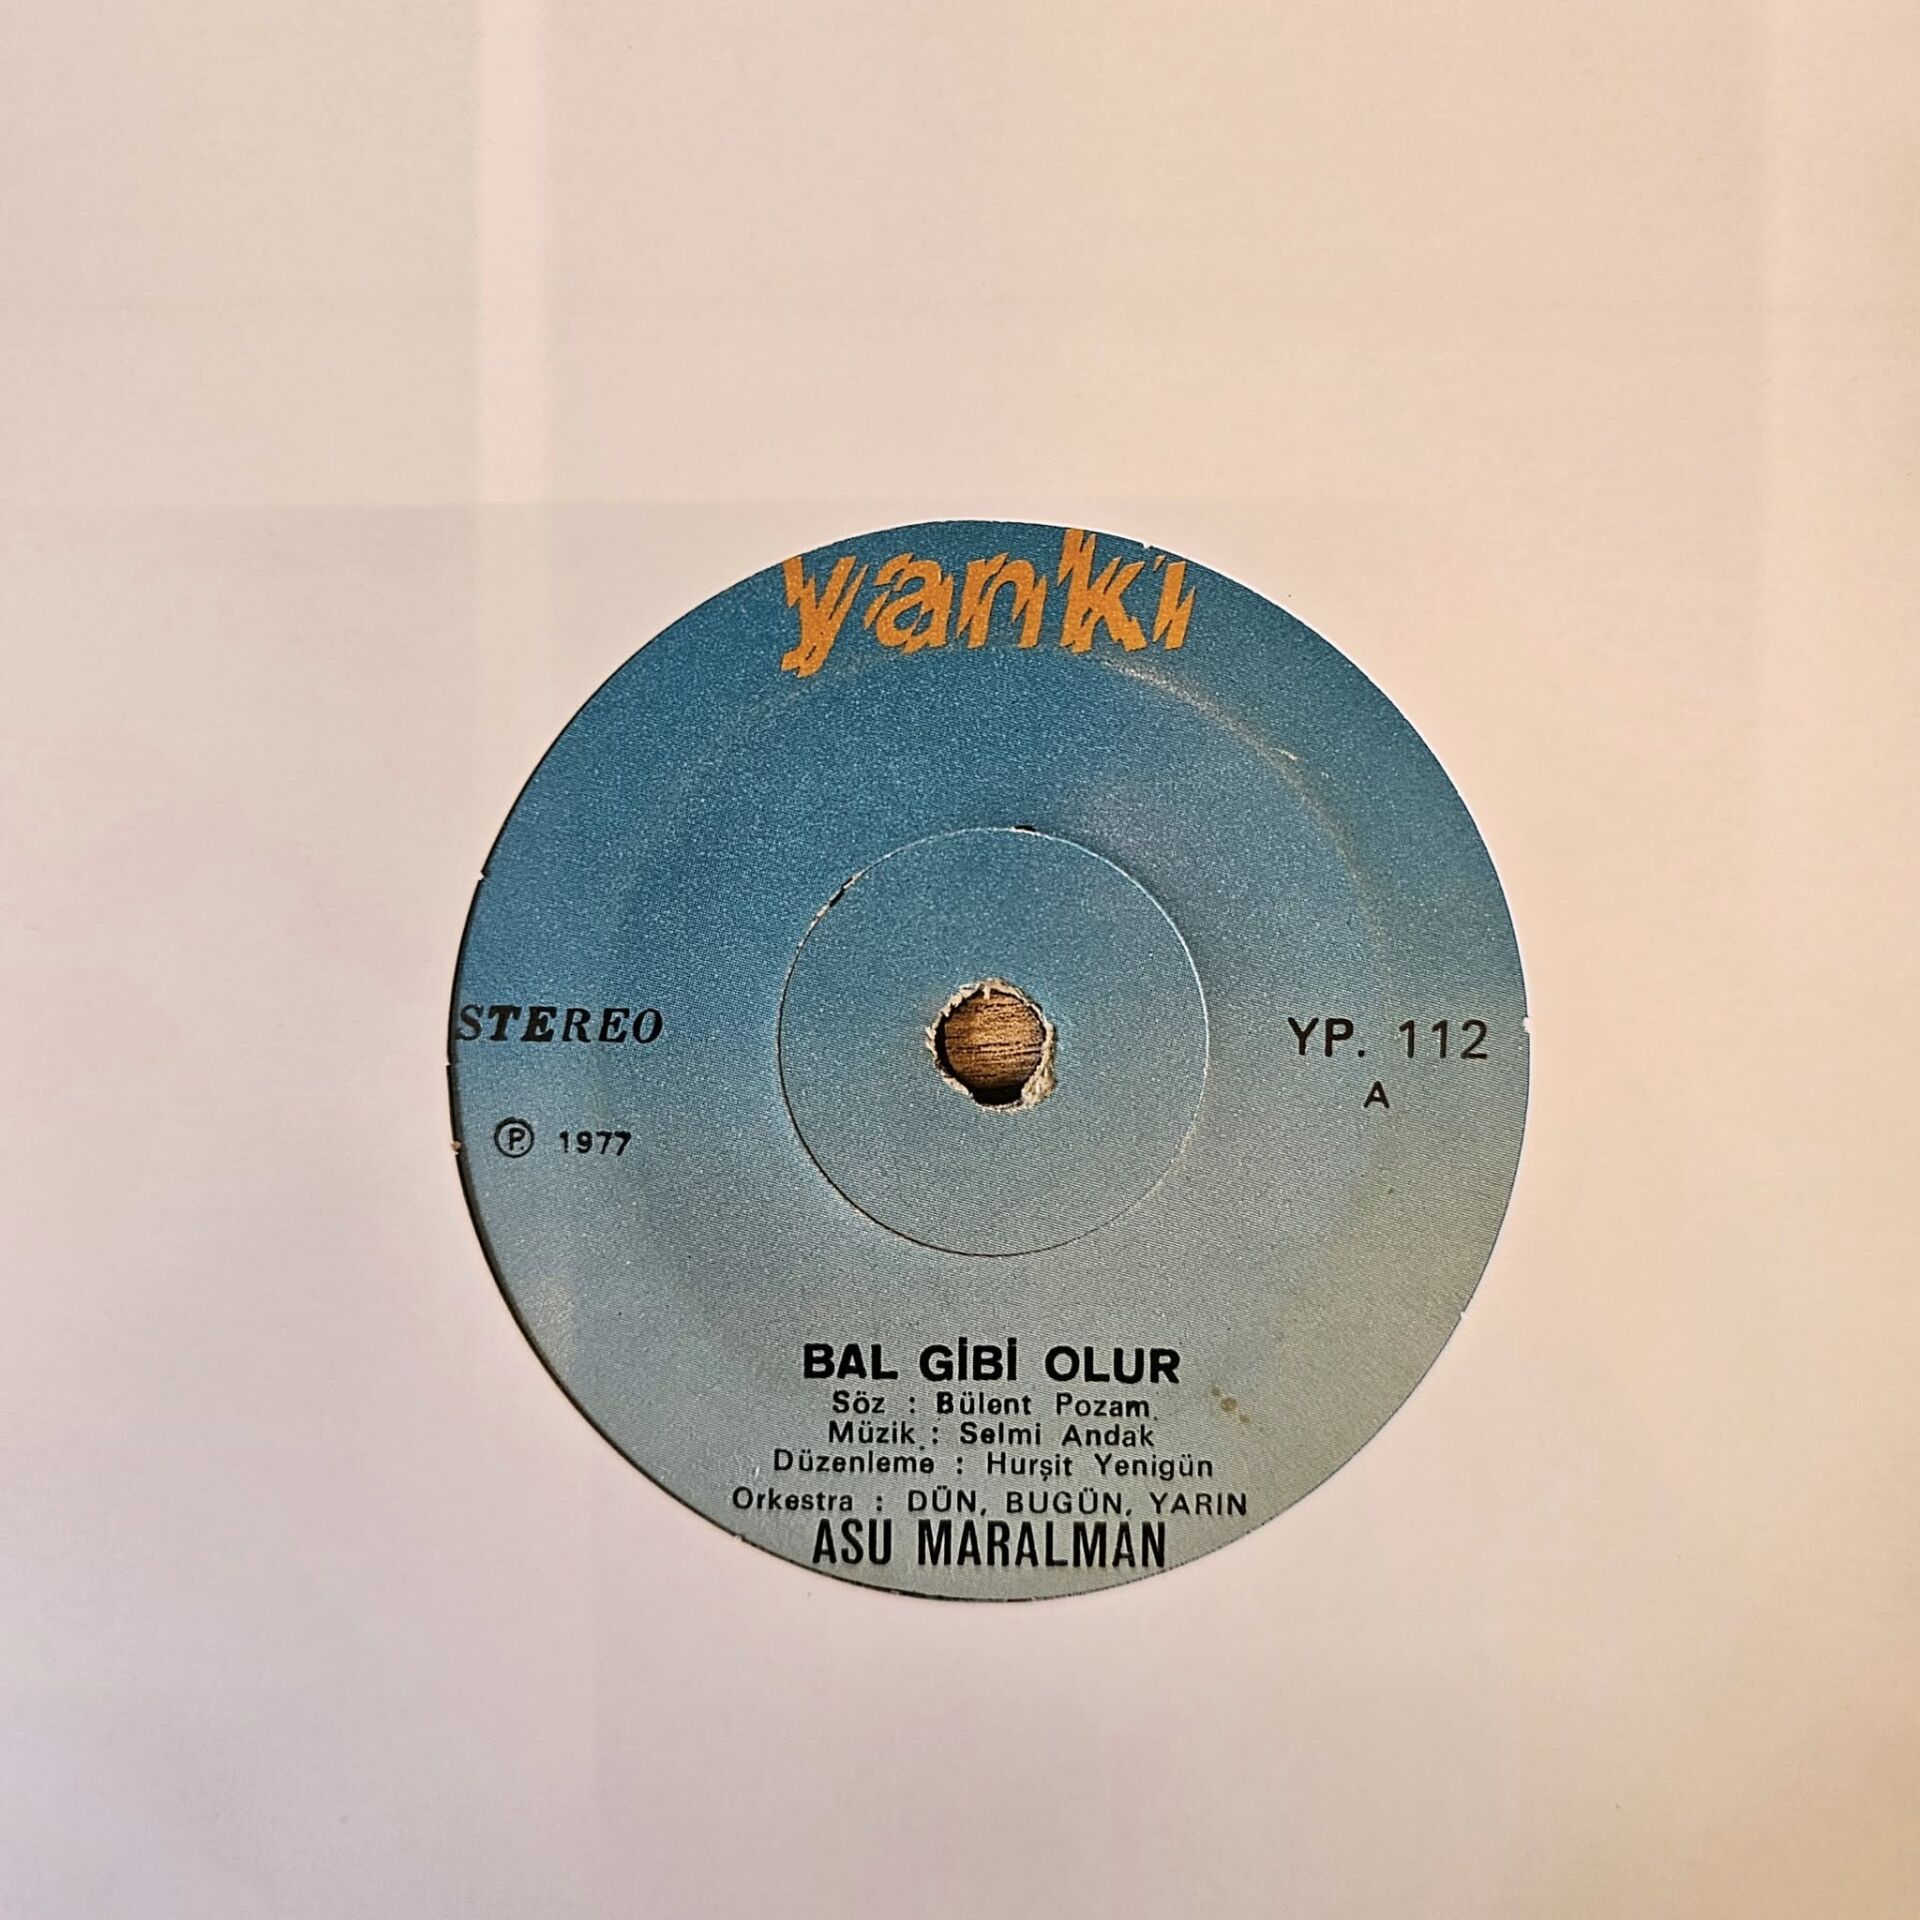 yankı
STEREO
YP. 112
A
Ⓟ 1977
BAL GİBİ OLUR
Söz : Bülent Pozam.
Müzik : Selmi Andak
Düzenleme : Hurşit Yenigün
Orkestra : DÜN, BUGÜN, YARIN
ASU MARALMAN